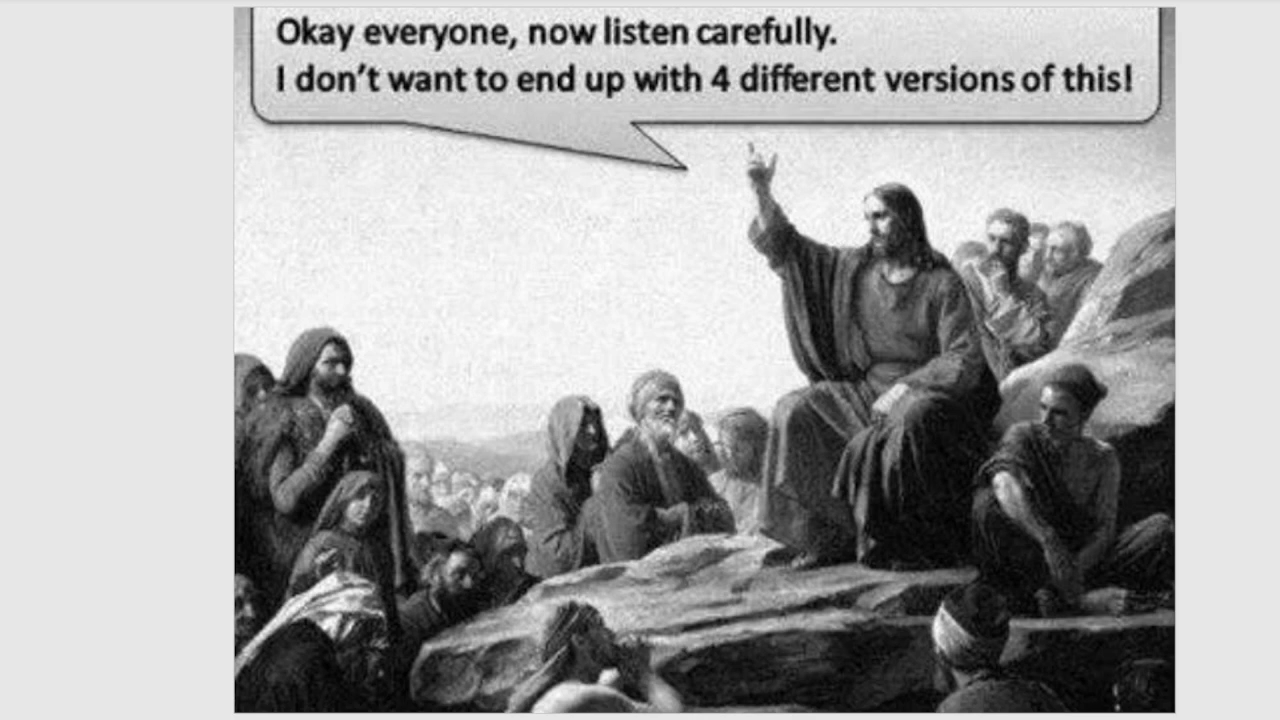 Okay everyone, now listen carefully.
I don't want to end up with 4 different versions of this!